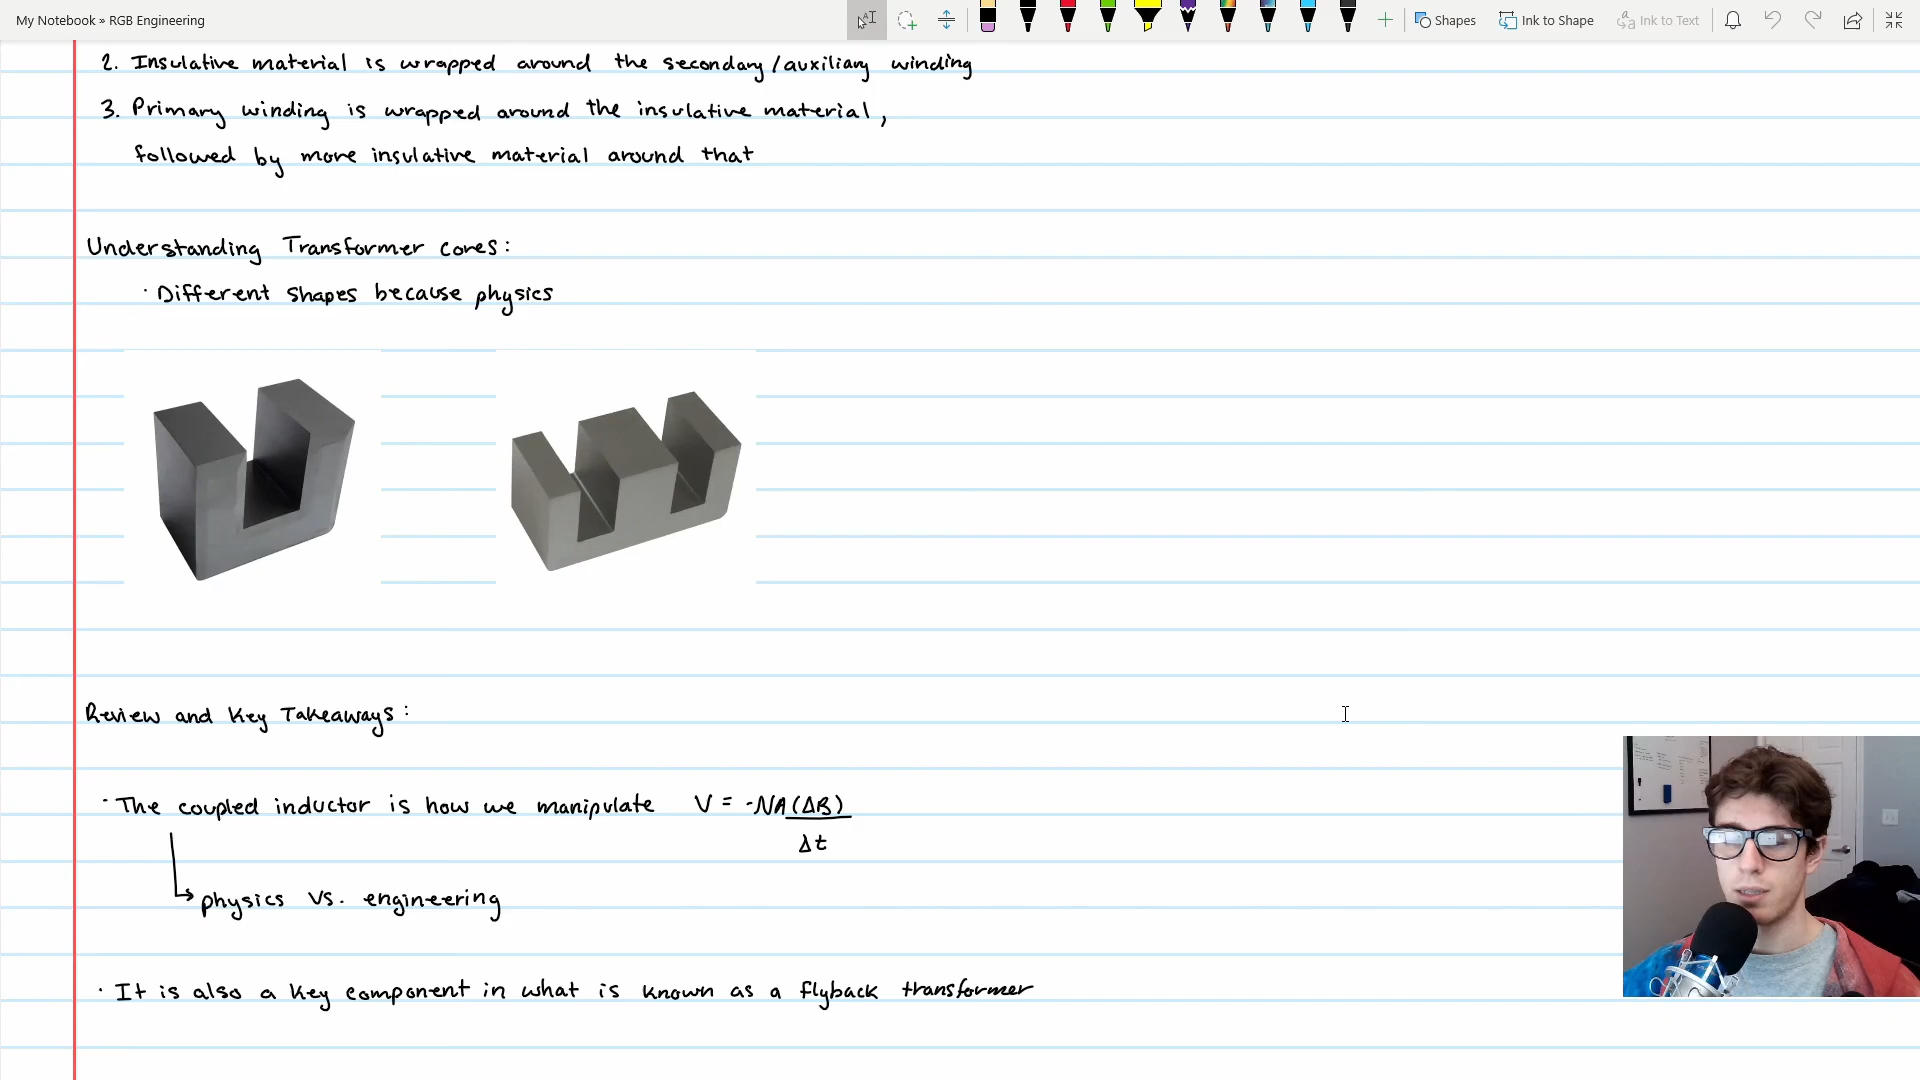 My Notebook » RGB Engineering
Shapes
Ink to Shape
Ink to Text
2. Insulative material is wrapped around the secondary/auxiliary winding
3. Primary winding is wrapped around the insulative material,
followed by more insulative material around that
Understanding Transformer cores:
· Different shapes because physics
Review and Key Takeaways:
· The coupled inductor is how we manipulate V = -NA(ΔB)
Δt
physics vs. engineering
· It is also a key component in what is known as a flyback transformer